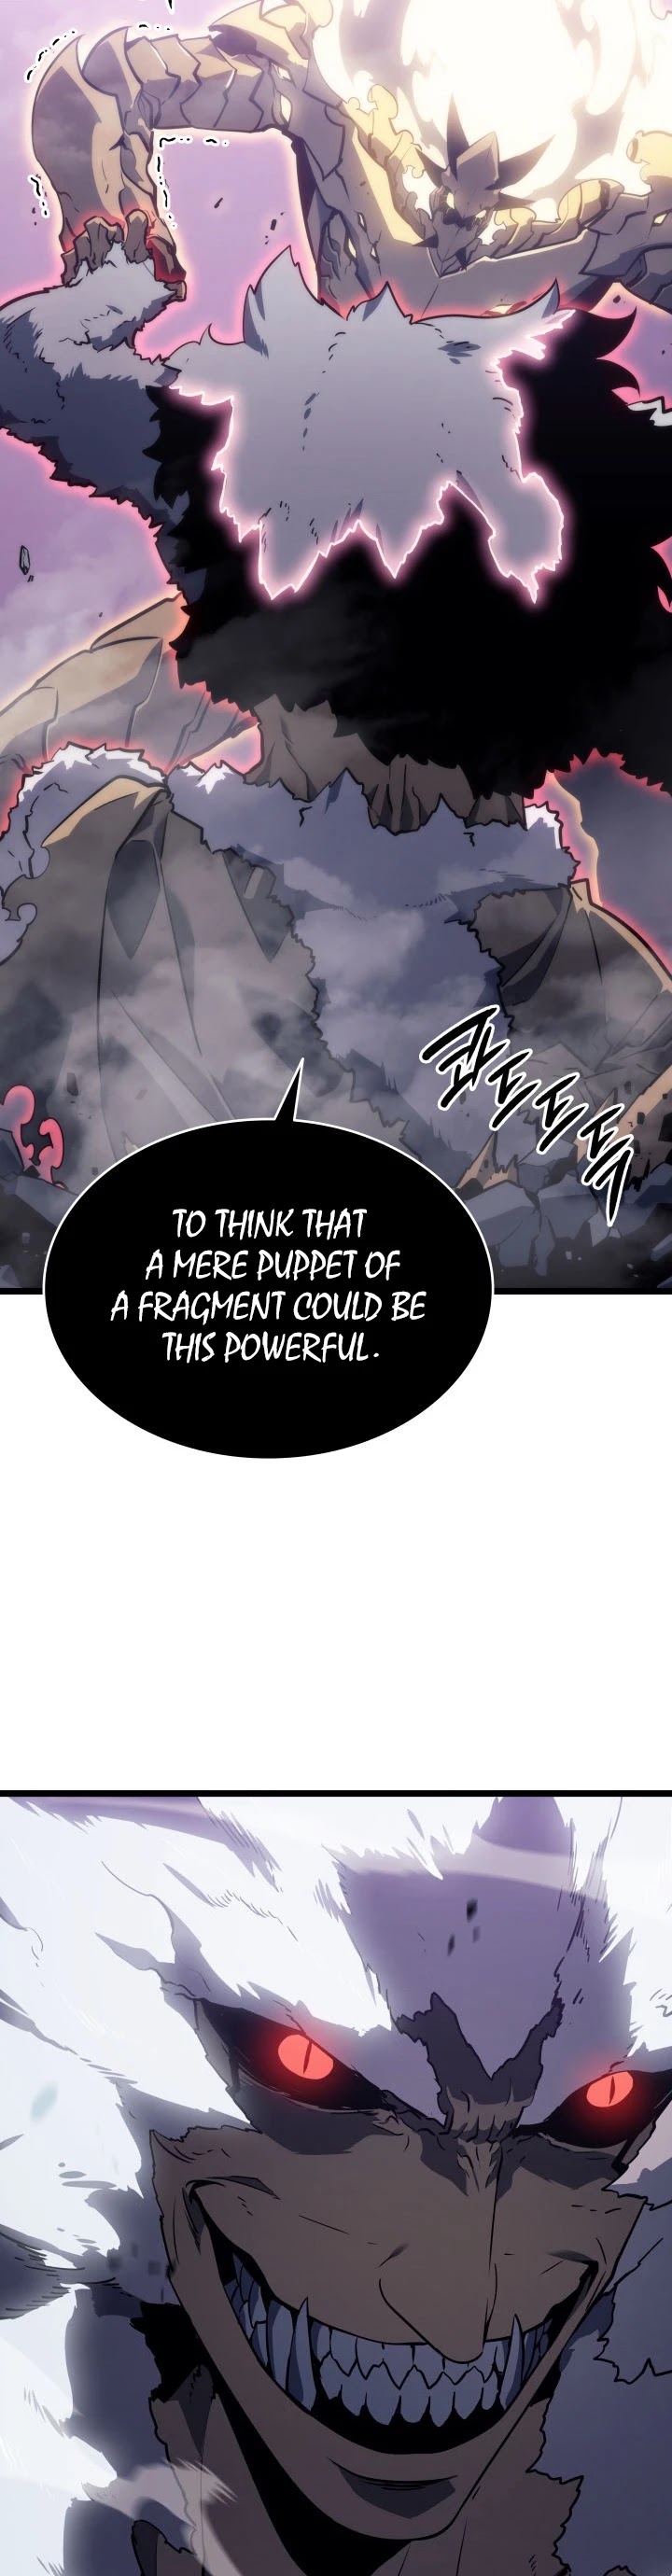 콰드드득
TO THINK THAT
A MERE PUPPET OF
A FRAGMENT COULD BE
THIS POWERFUL.